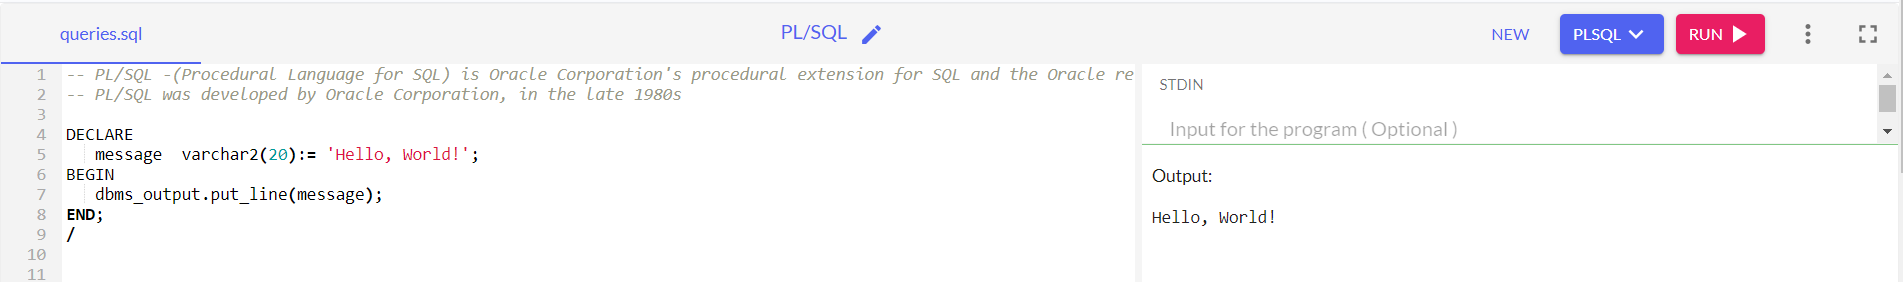 queries.sql PL/SQL NEW PLSQL RUN
1 -- PL/SQL -(Procedural Language for SQL) is Oracle Corporation's procedural extension for SQL and the Oracle re
2 -- PL/SQL was developed by Oracle Corporation, in the late 1980s
3
4 DECLARE
5 message  varchar2(20):= 'Hello, World!';
6 BEGIN
7 dbms_output.put_line(message);
8 END;
9 /
10
11
STDIN
Input for the program ( Optional )
Output:
Hello, World!